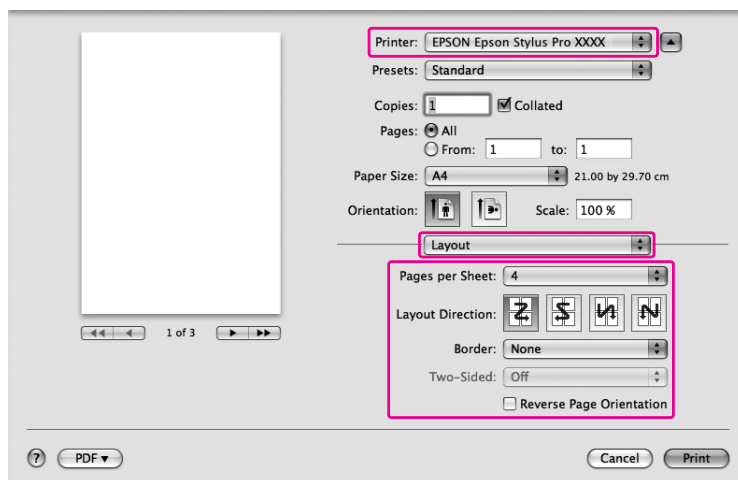 Printer: EPSON Epson Stylus Pro XXXX
Presets: Standard
Copies: 1 Collated
Pages: All
From: 1 to: 1
Paper Size: A4 21.00 by 29.70 cm
Orientation: Scale: 100 %
Layout
Pages per Sheet: 4
Layout Direction:
Border: None
Two-Sided: Off
Reverse Page Orientation
1 of 3
? PDF Cancel Print